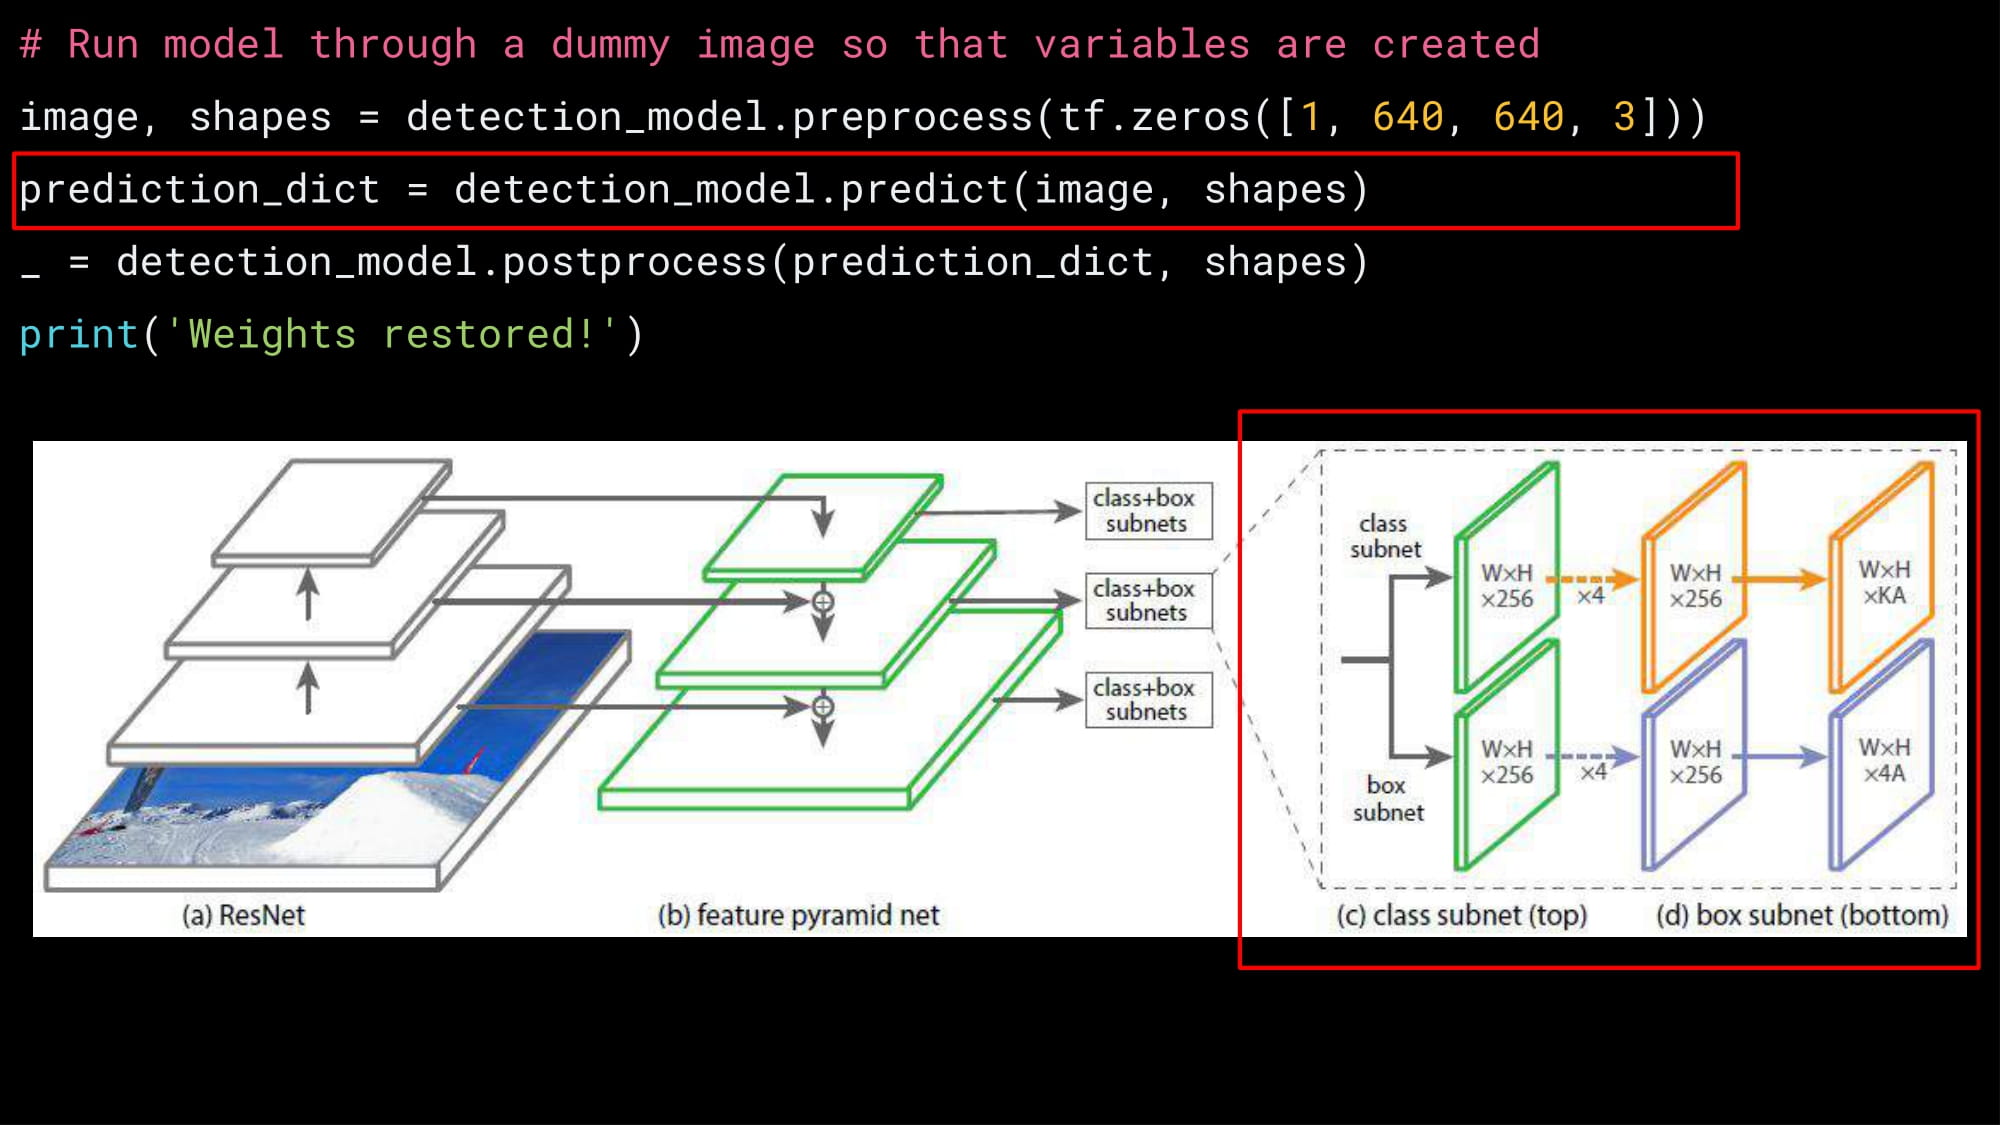 # Run model through a dummy image so that variables are created
image, shapes = detection_model.preprocess(tf.zeros([1, 640, 640, 3]))
prediction_dict = detection_model.predict(image, shapes)
_ = detection_model.postprocess(prediction_dict, shapes)
print('Weights restored!')
class+box
subnets
class+box
subnets
class+box
subnets
class
subnet
W×H
×256
×4
W×H
×256
W×H
×KA
box
subnet
W×H
×256
×4
W×H
×256
W×H
×4A
(a) ResNet
(b) feature pyramid net
(c) class subnet (top)
(d) box subnet (bottom)